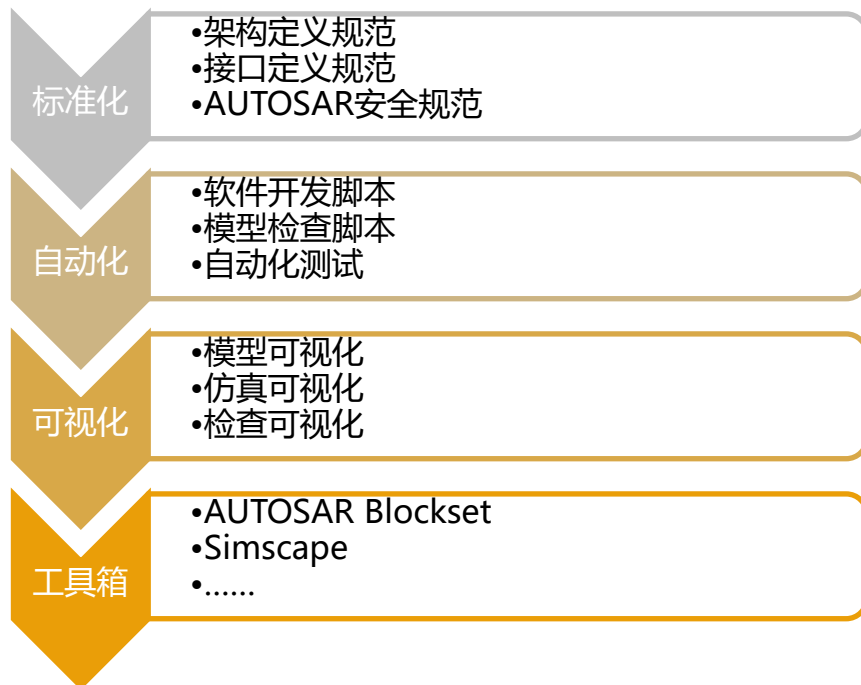 标准化
•架构定义规范
•接口定义规范
•AUTOSAR安全规范
自动化
•软件开发脚本
•模型检查脚本
•自动化测试
可视化
•模型可视化
•仿真可视化
•检查可视化
工具箱
•AUTOSAR Blockset
•Simscape
•......